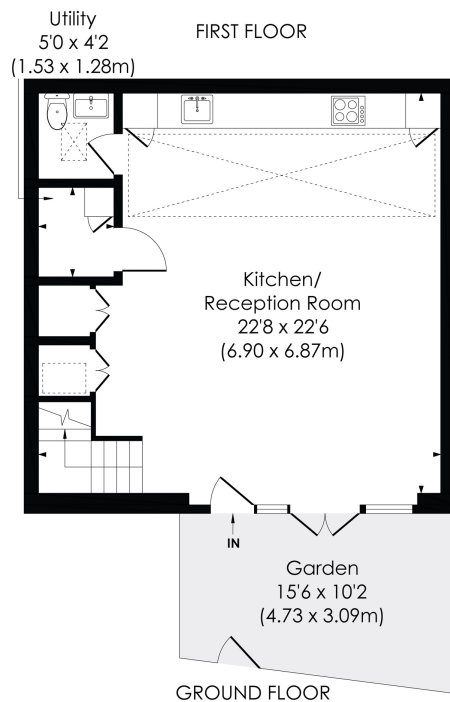 Utility
5'0 x 4'2
(1.53 x 1.28m)
FIRST FLOOR
Kitchen/
Reception Room
22'8 x 22'6
(6.90 x 6.87m)
IN
Garden
15'6 x 10'2
(4.73 x 3.09m)
GROUND FLOOR